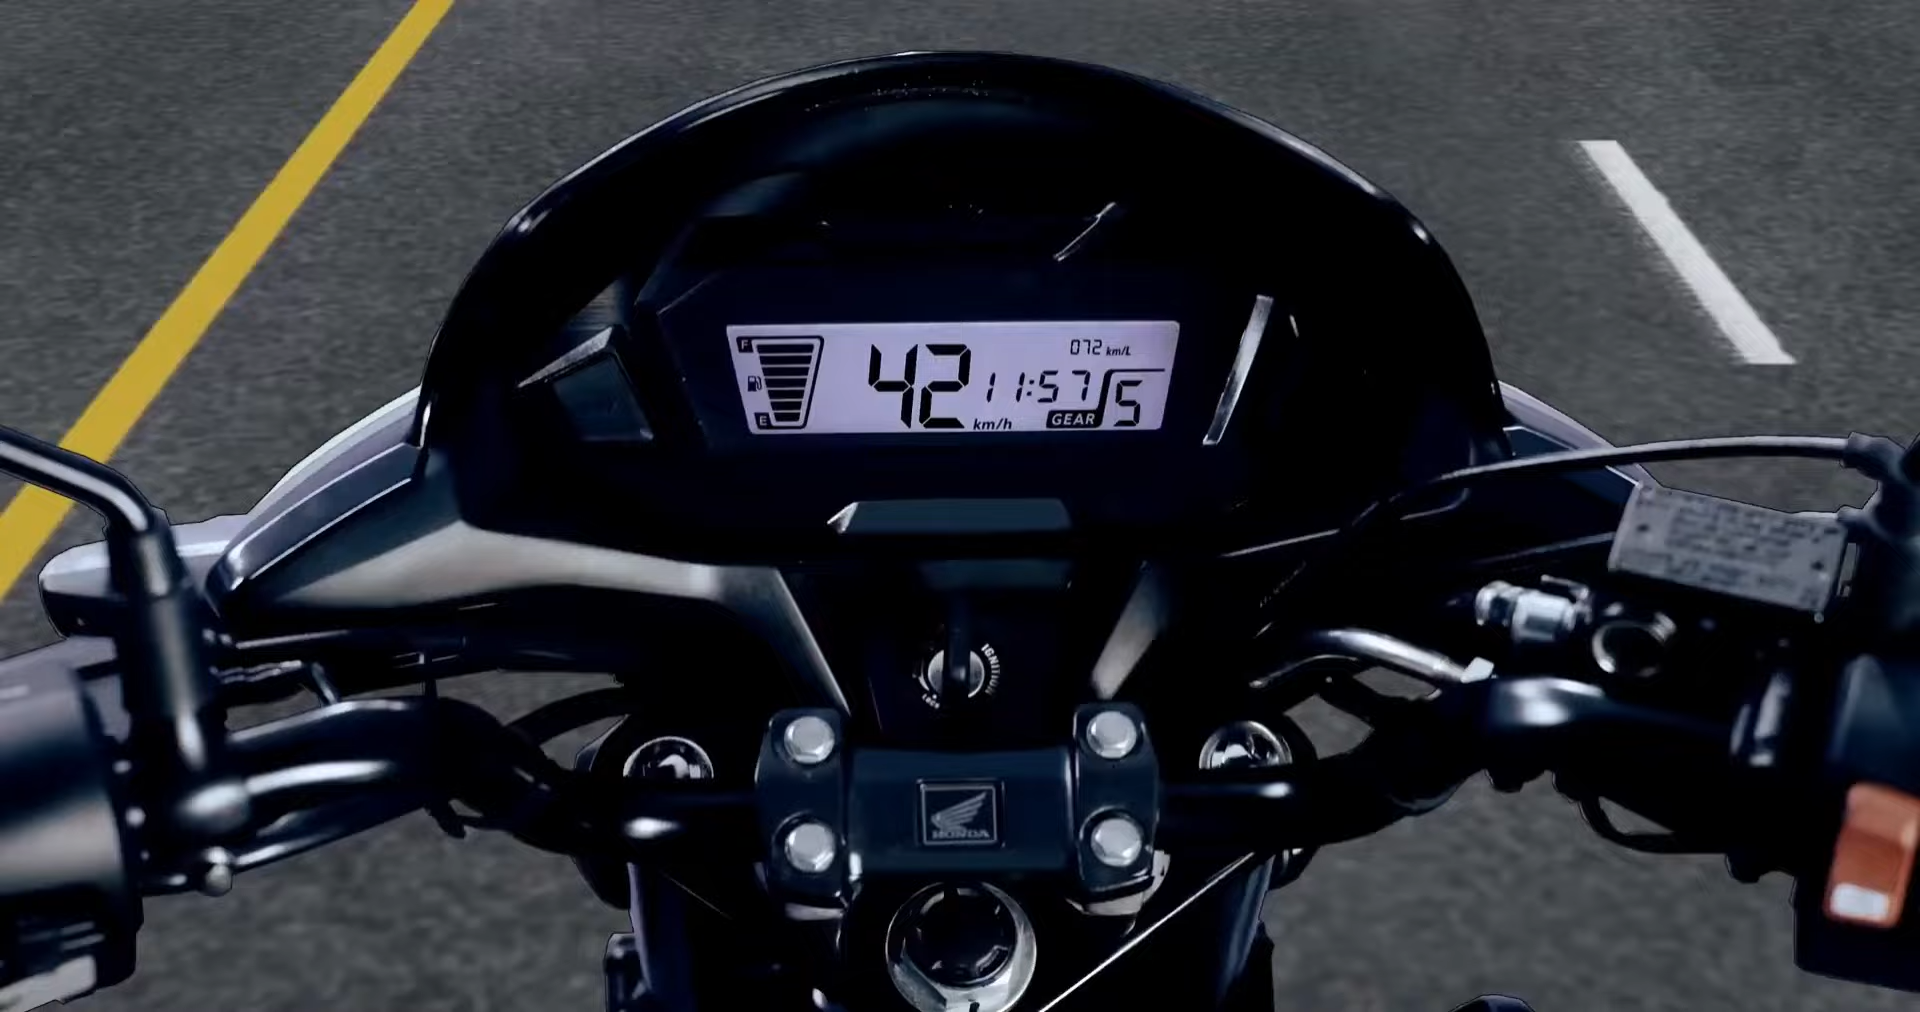 F
072 km/L
42 km/h
11:57
GEAR 5
E
IGNITION
LOCK
HONDA